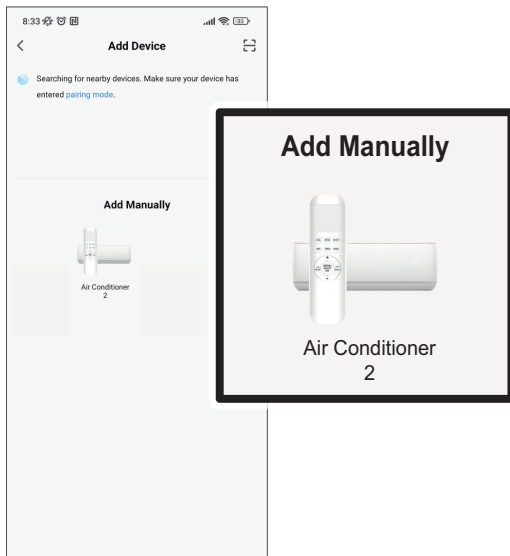 8:33
33
Add Device
Searching for nearby devices. Make sure your device has
entered pairing mode.
Add Manually
Air Conditioner
2
Add Manually
Air Conditioner
2